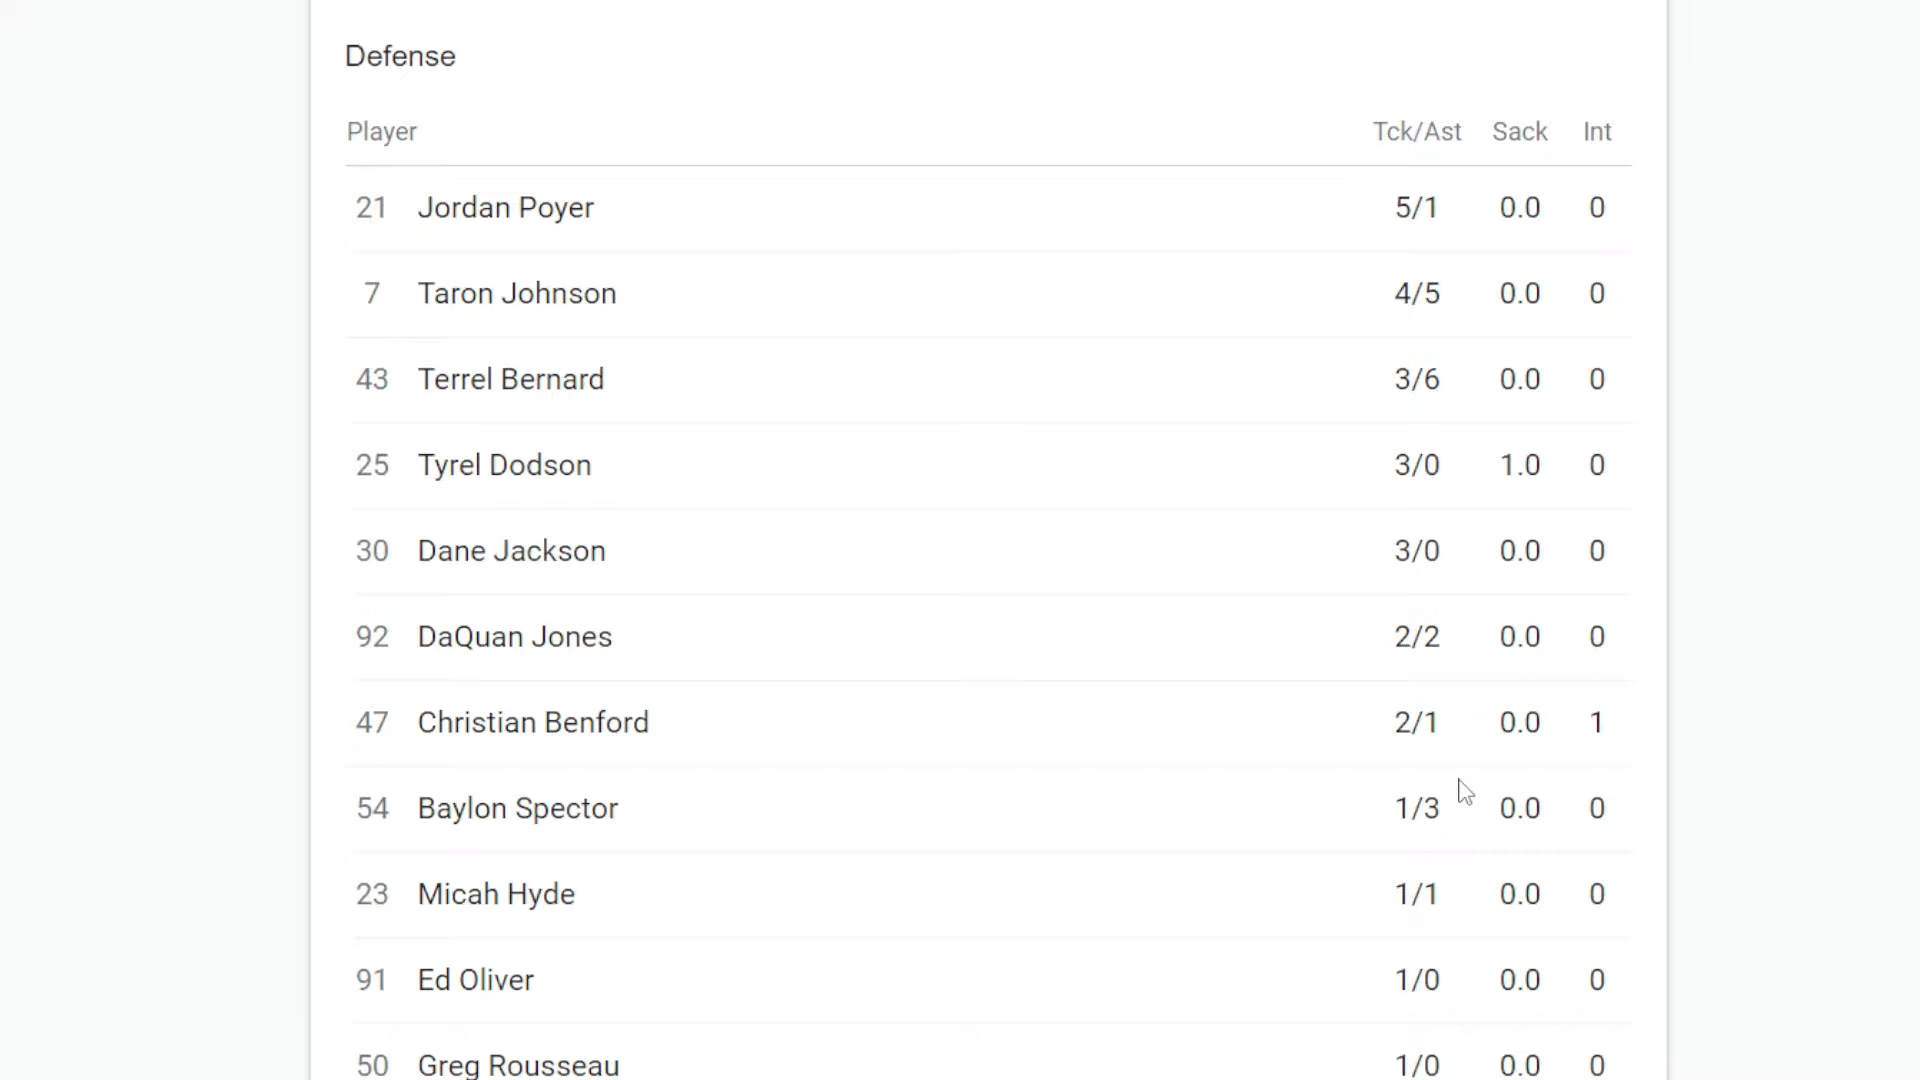 Defense
Player Tck/Ast Sack Int
21 Jordan Poyer 5/1 0.0 0
7 Taron Johnson 4/5 0.0 0
43 Terrel Bernard 3/6 0.0 0
25 Tyrel Dodson 3/0 1.0 0
30 Dane Jackson 3/0 0.0 0
92 DaQuan Jones 2/2 0.0 0
47 Christian Benford 2/1 0.0 1
54 Baylon Spector 1/3 0.0 0
23 Micah Hyde 1/1 0.0 0
91 Ed Oliver 1/0 0.0 0
50 Greg Rousseau 1/0 0.0 0